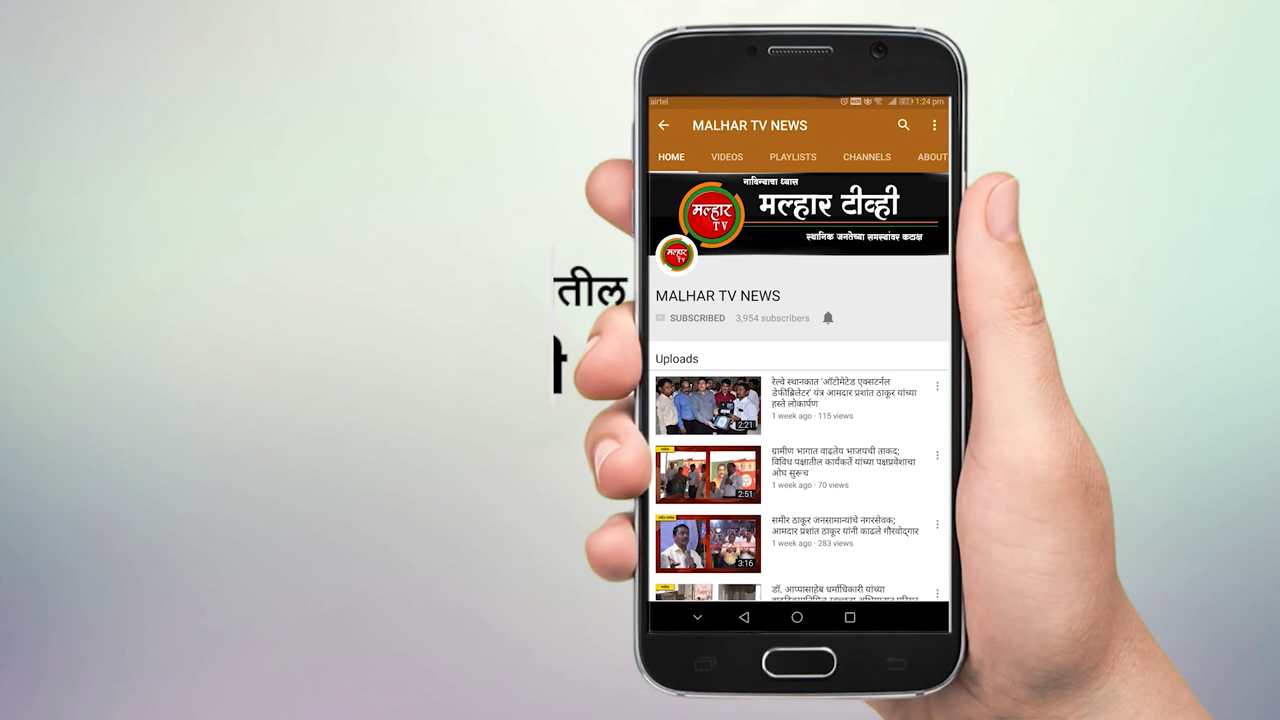 airtel 1:24 pm
MALHAR TV NEWS
HOME VIDEOS PLAYLISTS CHANNELS ABOUT
नाविन्याचा ध्यास
मल्हार टीव्ही
स्थानिक जनतेच्या समस्यांवर कटाक्ष
मल्हार
TV
मल्हार
TV
तील
MALHAR TV NEWS
SUBSCRIBED 3,954 subscribers
Uploads
रेल्वे स्थानकात 'ऑटोमेटेड एक्सटर्नल
डेफीब्रिलेटर' यंत्र आमदार प्रशांत ठाकूर यांच्या
हस्ते लोकार्पण
1 week ago · 115 views
2:21
ग्रामीण भागात वाढतेय भाजपची ताकद;
विविध पक्षातील कार्यकर्ते यांच्या पक्षप्रवेशाचा
ओघ सुरूच
1 week ago · 70 views
2:51
समीर ठाकूर जनसामान्यांचे नगरसेवक;
आमदार प्रशांत ठाकूर यांनी काढले गौरवोद्गार
1 week ago · 283 views
3:16
डॉ. आप्पासाहेब धर्माधिकारी यांच्या